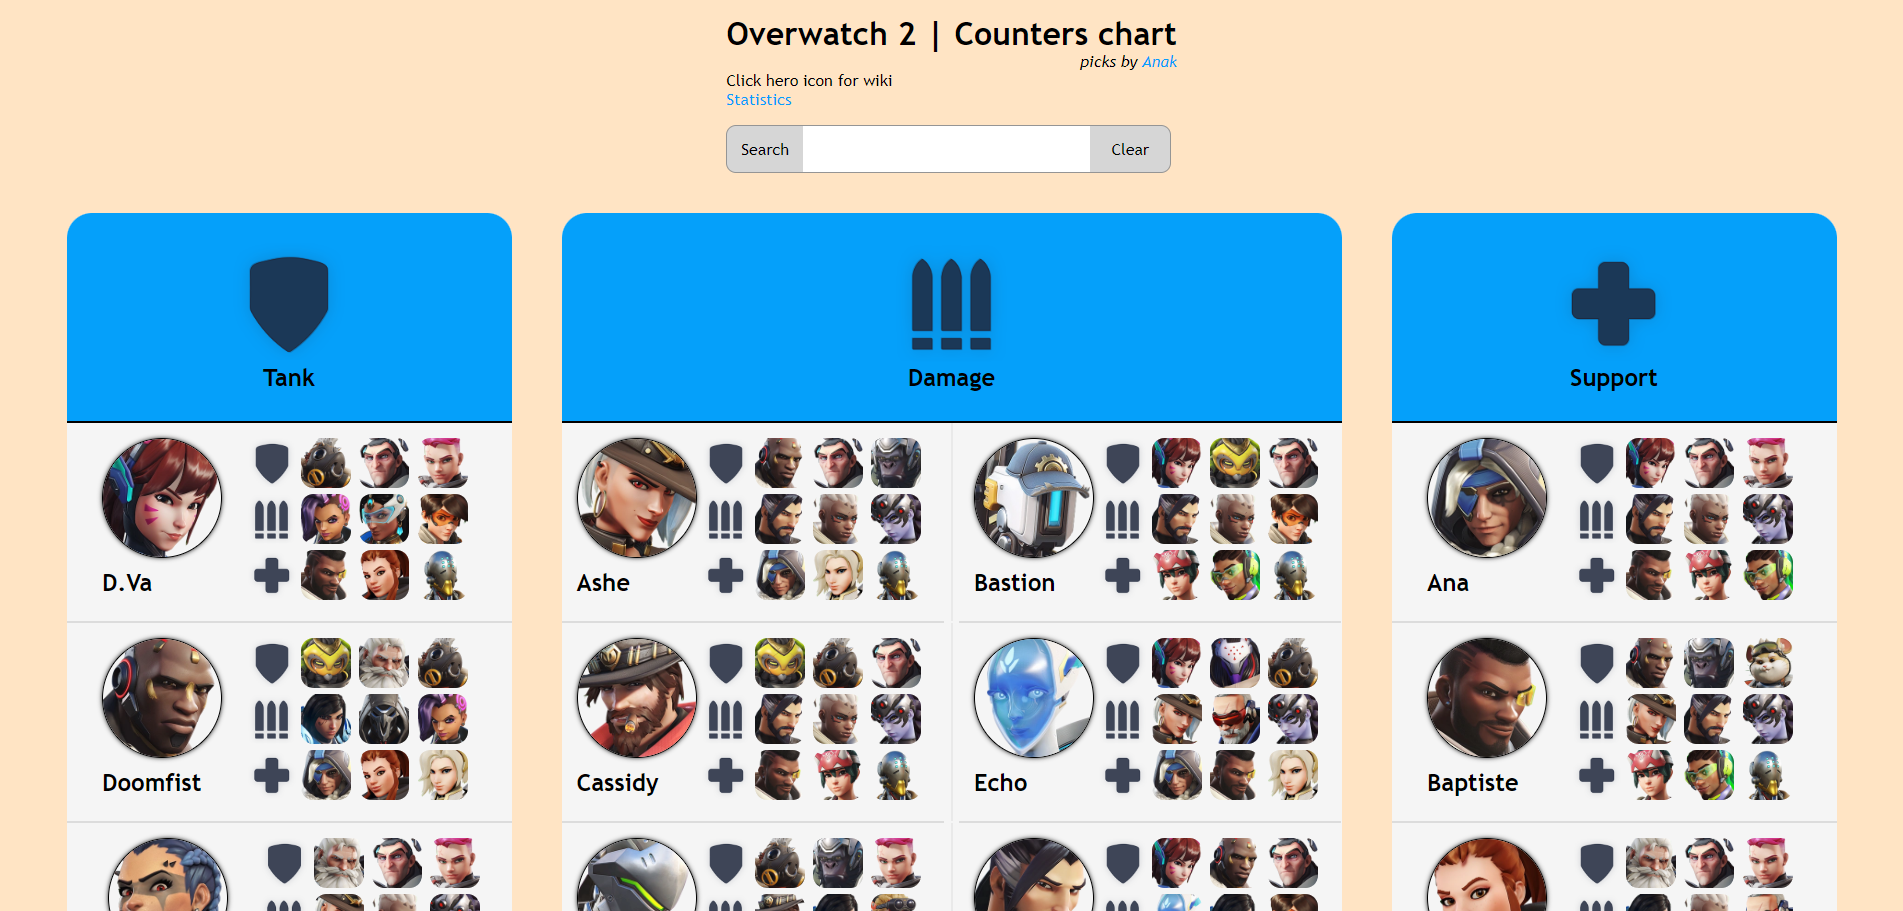 Overwatch 2 | Counters chart
picks by Anak
Click hero icon for wiki
Statistics
Search
Clear
Tank
Damage
Support
D.Va
Ashe
Bastion
Ana
Doomfist
Cassidy
Echo
Baptiste